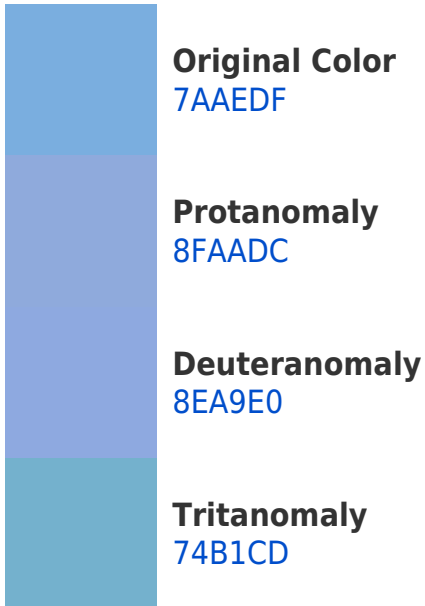 Original Color
7AAEDF
Protanomaly
8FAADC
Deuteranomaly
8EA9E0
Tritanomaly
74B1CD